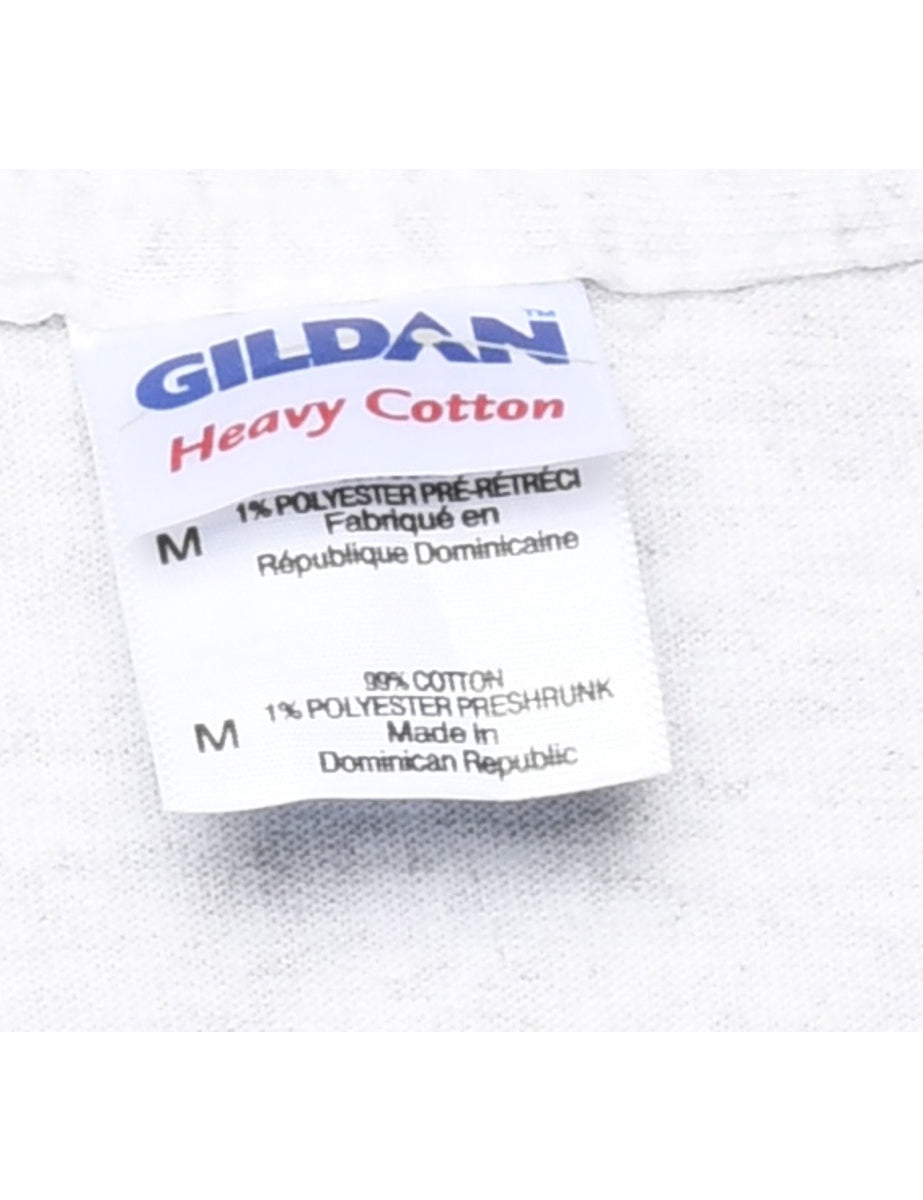 GILDAN™
Heavy Cotton
1% POLYESTER PRÉ-RÉTRÉCI
Fabriqué en
M
République Dominicaine
99% COTTON
1% POLYESTER PRESHRUNK
M
Made in
Dominican Republic